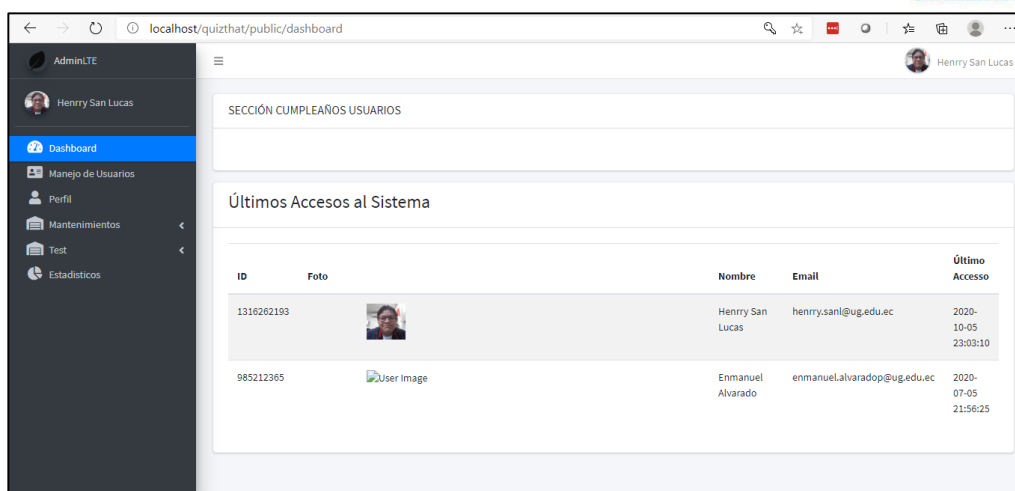 localhost/quizthat/public/dashboard
AdminLTE
Henrry San Lucas
Henrry San Lucas
Dashboard
Manejo de Usuarios
Perfil
Mantenimientos
Test
Estadisticos
SECCIÓN CUMPLEAÑOS USUARIOS
Últimos Accesos al Sistema
ID Foto Nombre Email Último
Accesso
1316262193 Henrry San henrry.sanl@ug.edu.ec 2020-
Lucas 10-05
23:03:10
985212365 User Image Enmanuel enmanuel.alvaradop@ug.edu.ec 2020-
Alvarado 07-05
21:56:25